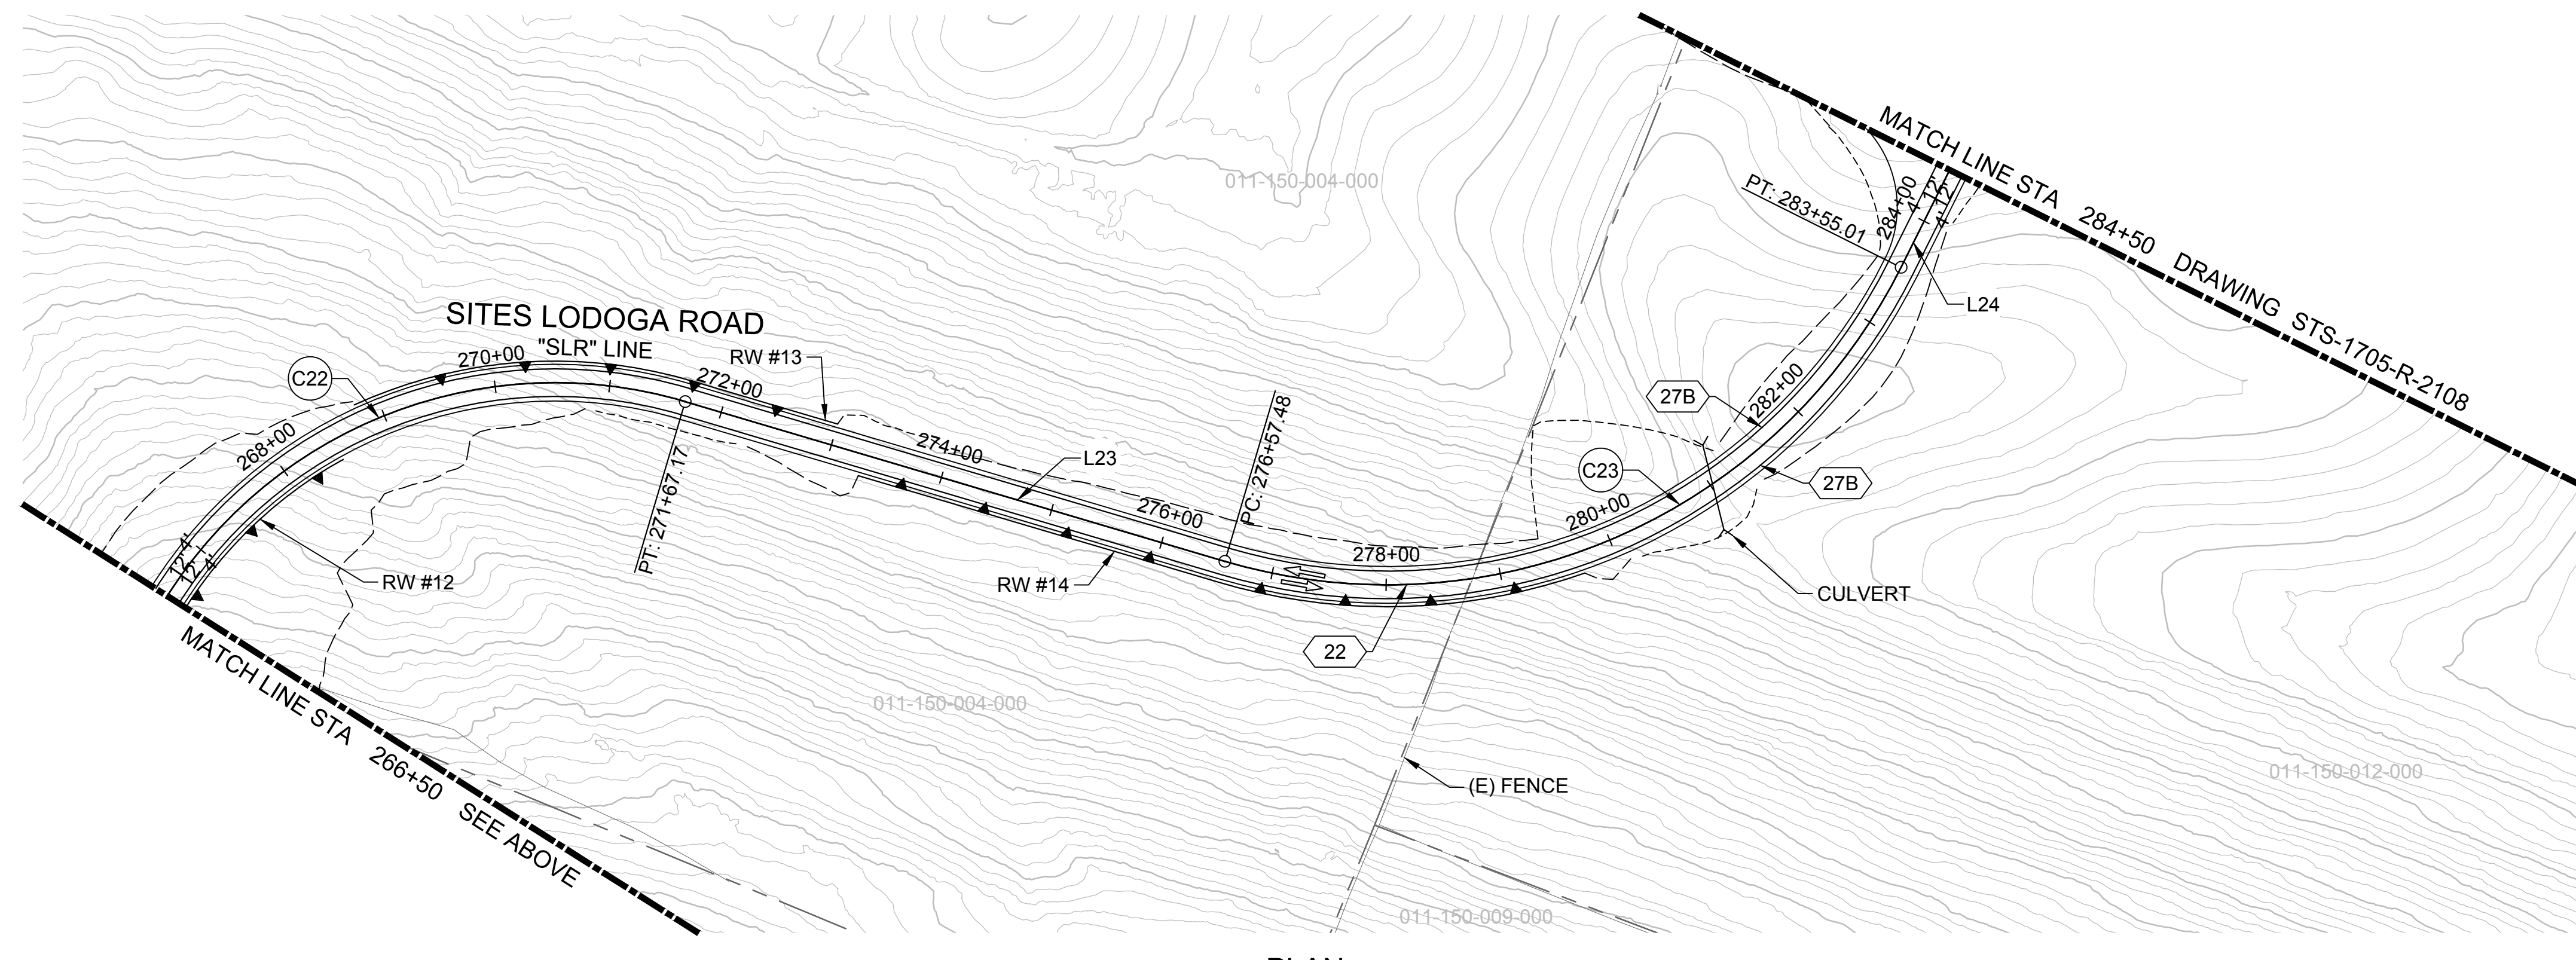 MATCH LINE STA 284+50 DRAWING STS-1705-R-2108
011-150-004-000
PT: 283+55.01
284+00
4' 12'
4' 12'
L24
SITES LODOGA ROAD
"SLR" LINE
270+00
RW #13
C22
272+00
27B
282+00
268+00
274+00
L23
PC: 276+57.48
C23
27B
PT: 271+67.17
276+00
280+00
278+00
12' 4'
12' 4'
RW #12
RW #14
CULVERT
22
MATCH LINE STA 266+50 SEE ABOVE
011-150-004-000
(E) FENCE
011-150-012-000
011-150-009-000